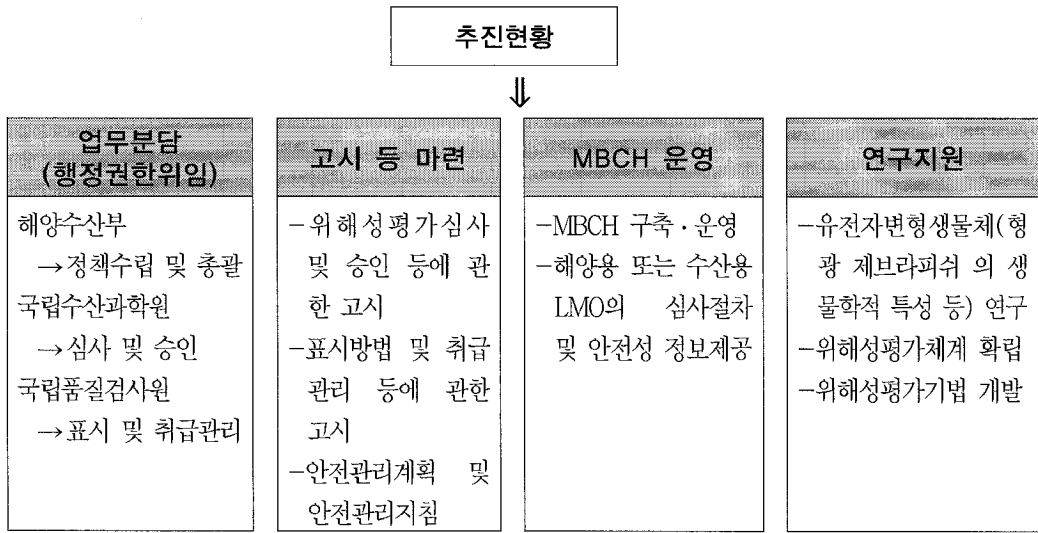 추진현황
⇓
업무분담
(행정권한위임)
해양수산부
→정책수립 및 총괄
국립수산과학원
→심사 및 승인
국립품질검사원
→표시 및 취급관리
고시 등 마련
-위해성평가심사
및 승인 등에 관
한 고시
-표시방법 및 취급
관리 등에 관한
고시
-안전관리계획 및
안전관리지침
MBCH 운영
-MBCH 구축·운영
-해양용 또는 수산용
LMO의 심사절차
및 안전성 정보제공
연구지원
-유전자변형생물체(형
광 제브라피쉬 의 생
물학적 특성 등) 연구
-위해성평가체계 확립
-위해성평가기법 개발